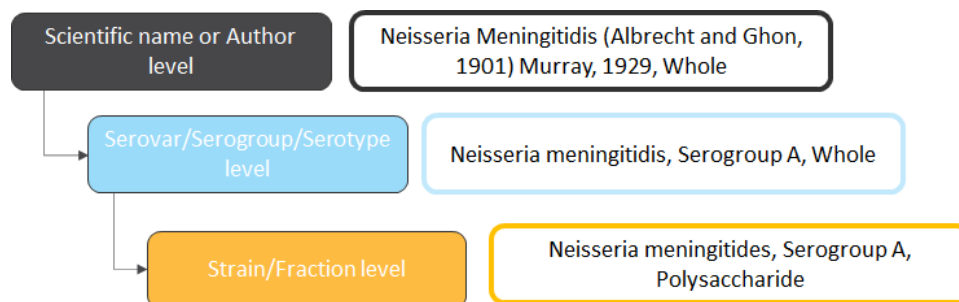 Scientific name or Author
level
Neisseria Meningitidis (Albrecht and Ghon,
1901) Murray, 1929, Whole
Serovar/Serogroup/Serotype
level
Neisseria meningitidis, Serogroup A, Whole
Strain/Fraction level
Neisseria meningitides, Serogroup A,
Polysaccharide